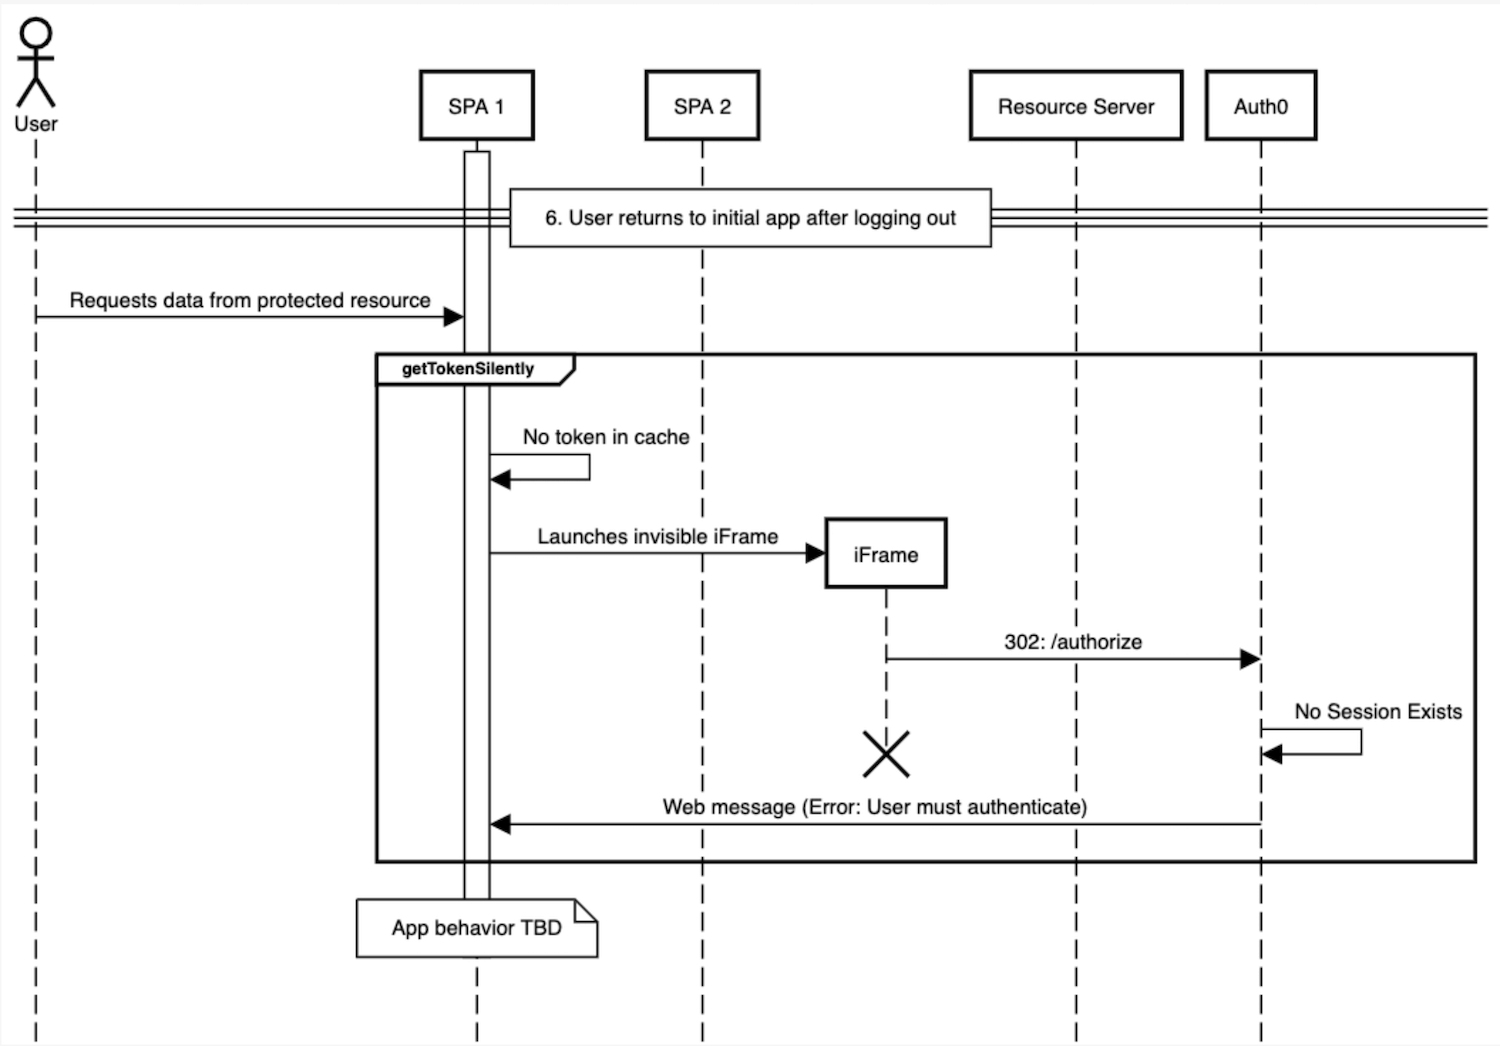 User
SPA 1
SPA 2
Resource Server
Auth0
6. User returns to initial app after logging out
Requests data from protected resource
getTokenSilently
No token in cache
Launches invisible iFrame
iFrame
302: /authorize
No Session Exists
Web message (Error: User must authenticate)
App behavior TBD